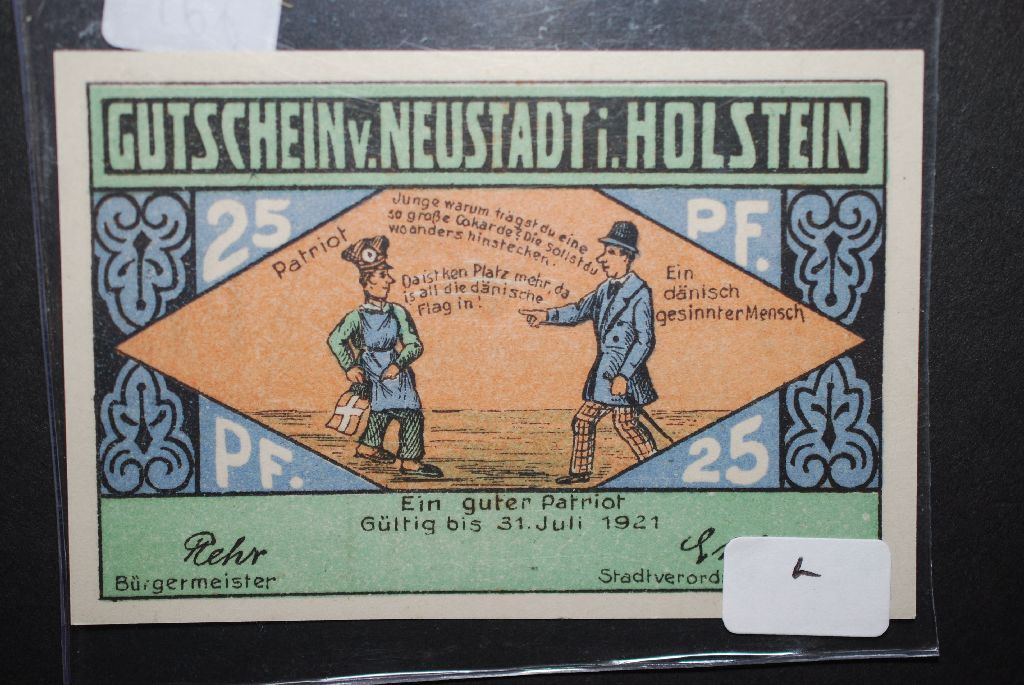 GUTSCHEIN v. NEUSTADT i. HOLSTEIN
25
PF.
Patriot
Junge warum trägst du eine
so große Cokarde? Die sollst du
wo anders hinstecken!
Da ist ken Platz mehr, da
is all die dänische
Flag in!
Ein
dänisch
gesinnter Mensch
PF.
25
Ein guter Patriot
Gültig bis 31. Juli 1921
Rehr
Bürgermeister
Stadtverord